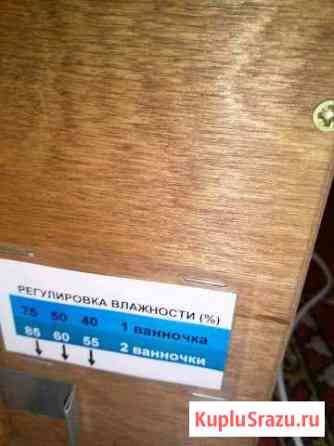 РЕГУЛИРОВКА ВЛАЖНОСТИ (%)
75 50 40 1 ванночка
85 60 55 2 ванночки
KupluSrazu.ru